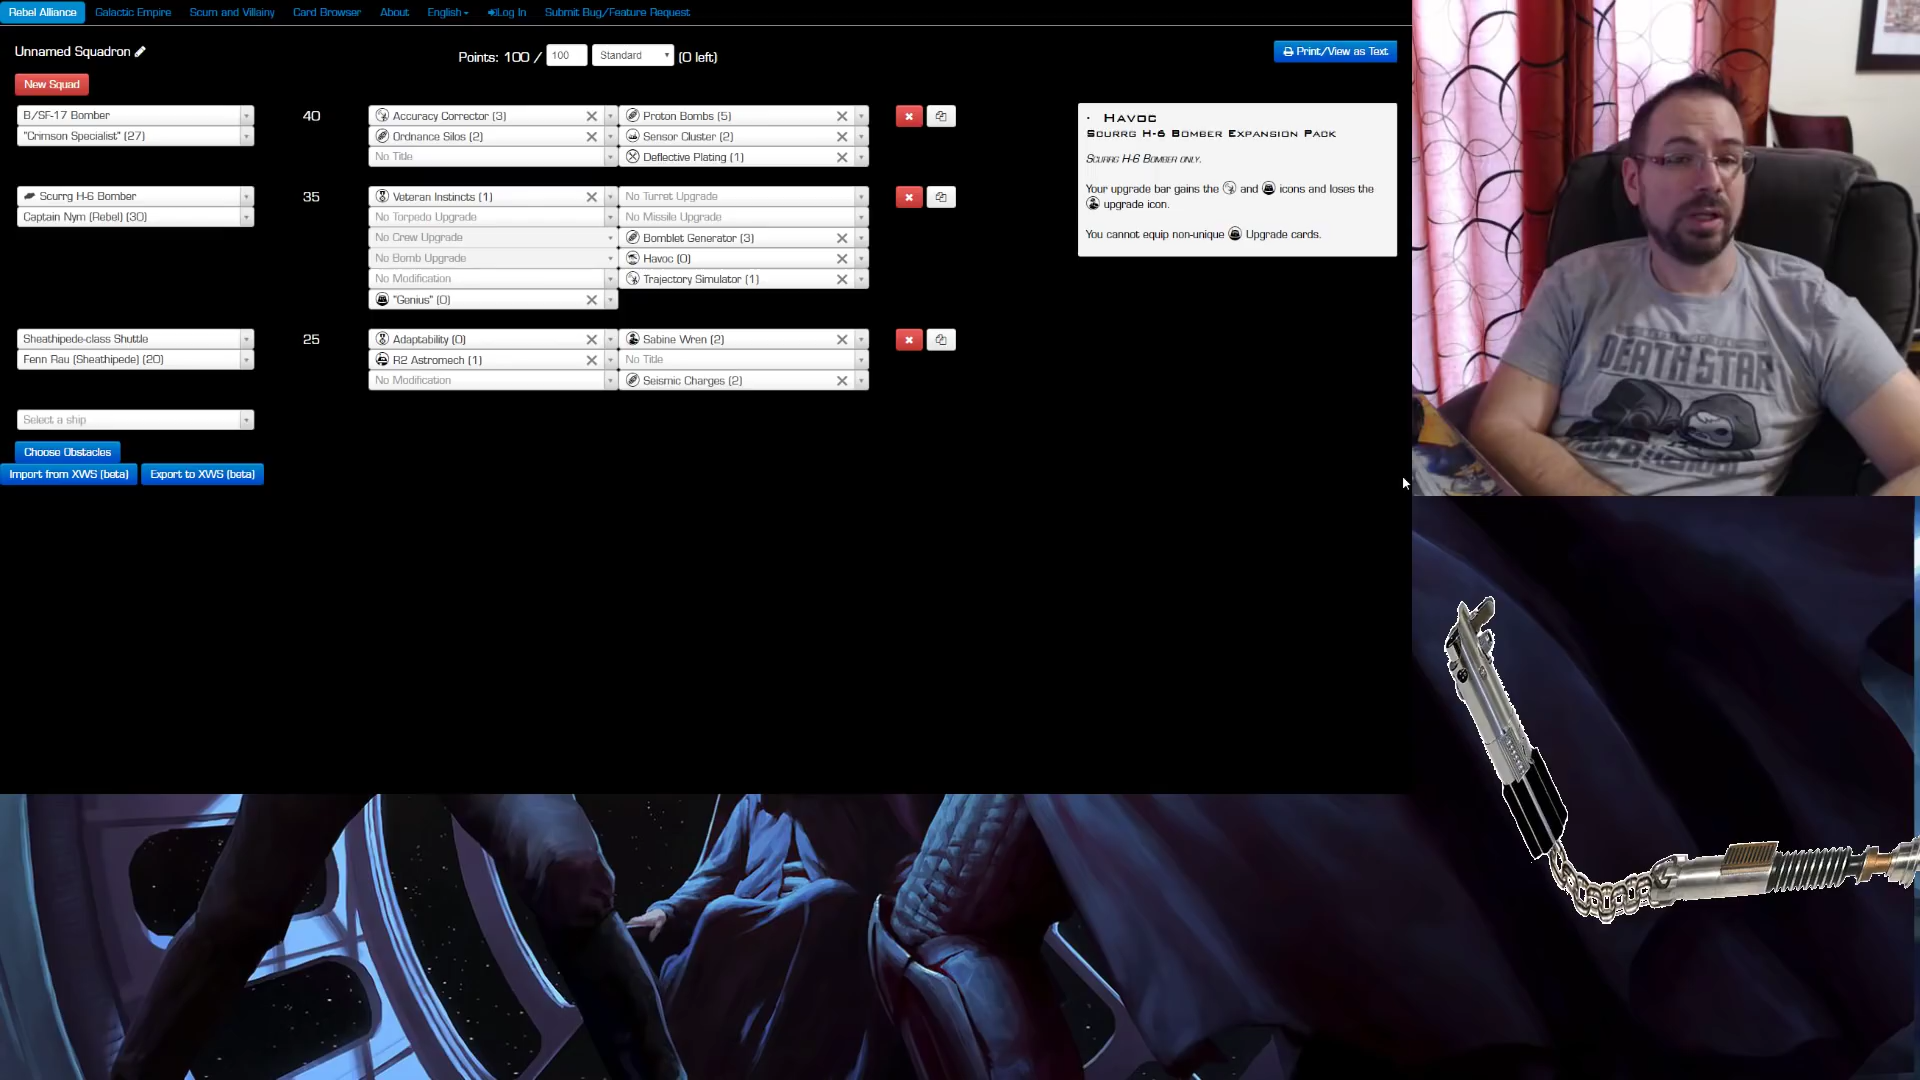 Rebel Alliance Galactic Empire Scum and Villainy Card Browser About English Log In Submit Bug/Feature Request
Unnamed Squadron Points: 100 / 100 Standard (0 left) Print/View as Text
New Squad
B/SF-17 Bomber 40 Accuracy Corrector (3) Proton Bombs (5)
"Crimson Specialist" (27) Ordnance Silos (2) Sensor Cluster (2)
No Title Deflective Plating (1)
Scurrg H-6 Bomber 35 Veteran Instincts (1) No Turret Upgrade
Captain Nym (Rebel) (30) No Torpedo Upgrade No Missile Upgrade
No Crew Upgrade Bomblet Generator (3)
No Bomb Upgrade Havoc (0)
No Modification Trajectory Simulator (1)
"Genius" (0)
Sheathipede-class Shuttle 25 Adaptability (0) Sabine Wren (2)
Fenn Rau (Sheathipede) (20) R2 Astromech (1) No Title
No Modification Seismic Charges (2)
Select a ship
Choose Obstacles
Import from XWS (beta) Export to XWS (beta)
· Havoc
Scurrg H-6 Bomber Expansion Pack
Scurrg H-6 Bomber only.
Your upgrade bar gains the and icons and loses the
upgrade icon.
You cannot equip non-unique Upgrade cards.
DEATH STAR